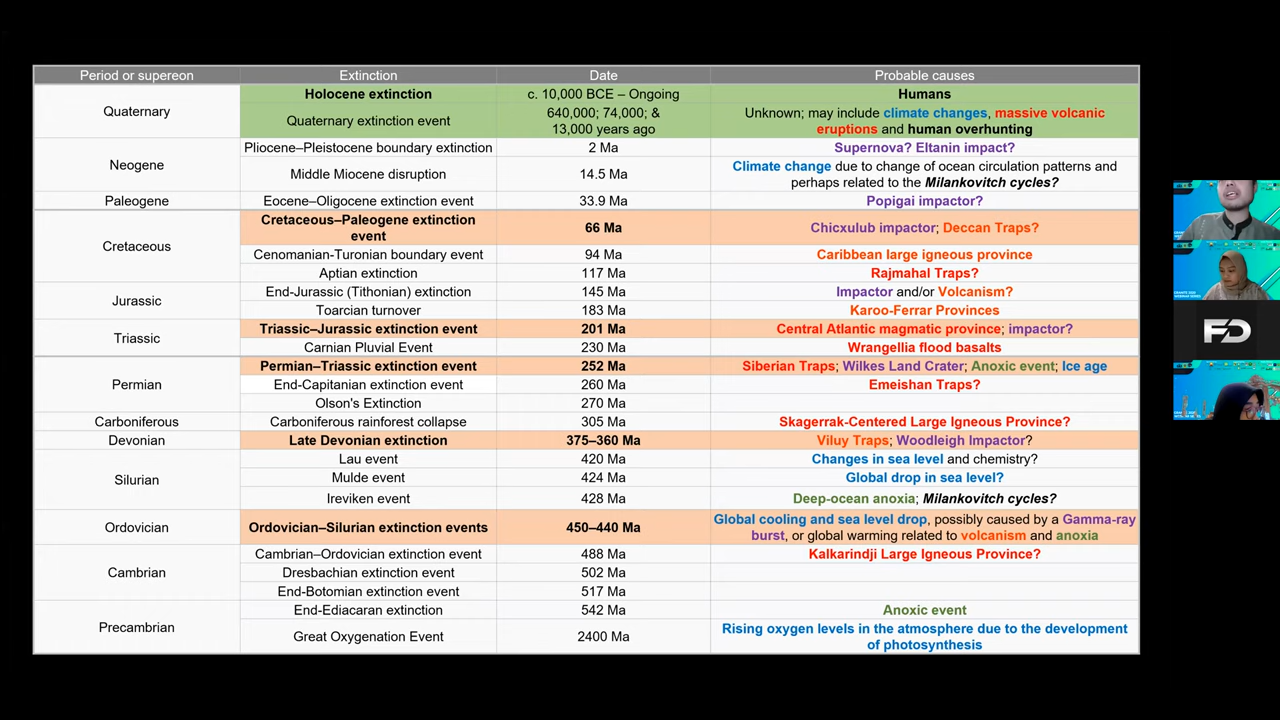 Period or supereon Extinction Date Probable causes
Quaternary
Holocene extinction c. 10,000 BCE – Ongoing Humans
Quaternary extinction event 640,000; 74,000; & 13,000 years ago Unknown; may include climate changes, massive volcanic eruptions and human overhunting
Neogene
Pliocene–Pleistocene boundary extinction 2 Ma Supernova? Eltanin impact?
Middle Miocene disruption 14.5 Ma Climate change due to change of ocean circulation patterns and perhaps related to the Milankovitch cycles?
Paleogene Eocene–Oligocene extinction event 33.9 Ma Popigai impactor?
Cretaceous
Cretaceous–Paleogene extinction event 66 Ma Chicxulub impactor; Deccan Traps?
Cenomanian-Turonian boundary event 94 Ma Caribbean large igneous province
Aptian extinction 117 Ma Rajmahal Traps?
Jurassic
End-Jurassic (Tithonian) extinction 145 Ma Impactor and/or Volcanism?
Toarcian turnover 183 Ma Karoo-Ferrar Provinces
Triassic
Triassic–Jurassic extinction event 201 Ma Central Atlantic magmatic province; impactor?
Carnian Pluvial Event 230 Ma Wrangellia flood basalts
Permian
Permian–Triassic extinction event 252 Ma Siberian Traps; Wilkes Land Crater; Anoxic event; Ice age
End-Capitanian extinction event 260 Ma Emeishan Traps?
Olson's Extinction 270 Ma
Carboniferous Carboniferous rainforest collapse 305 Ma Skagerrak-Centered Large Igneous Province?
Devonian Late Devonian extinction 375–360 Ma Viluy Traps; Woodleigh Impactor?
Silurian
Lau event 420 Ma Changes in sea level and chemistry?
Mulde event 424 Ma Global drop in sea level?
Ireviken event 428 Ma Deep-ocean anoxia; Milankovitch cycles?
Ordovician Ordovician–Silurian extinction events 450–440 Ma Global cooling and sea level drop, possibly caused by a Gamma-ray burst, or global warming related to volcanism and anoxia
Cambrian
Cambrian–Ordovician extinction event 488 Ma Kalkarindji Large Igneous Province?
Dresbachian extinction event 502 Ma
End-Botomian extinction event 517 Ma
Precambrian
End-Ediacaran extinction 542 Ma Anoxic event
Great Oxygenation Event 2400 Ma Rising oxygen levels in the atmosphere due to the development of photosynthesis
FD